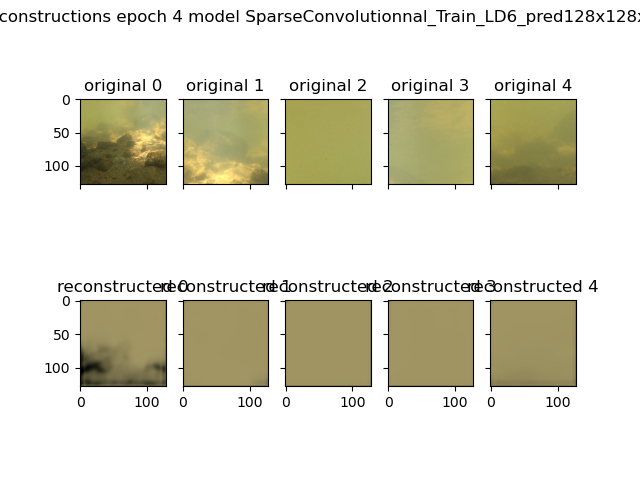 constructions epoch 4 model SparseConvolutionnal_Train_LD6_pred128x128x
original 0 original 1 original 2 original 3 original 4
0
50
100
reconstructed 0 reconstructed 1 reconstructed 2 reconstructed 3 reconstructed 4
0
50
100
0 100 0 100 0 100 0 100 0 100